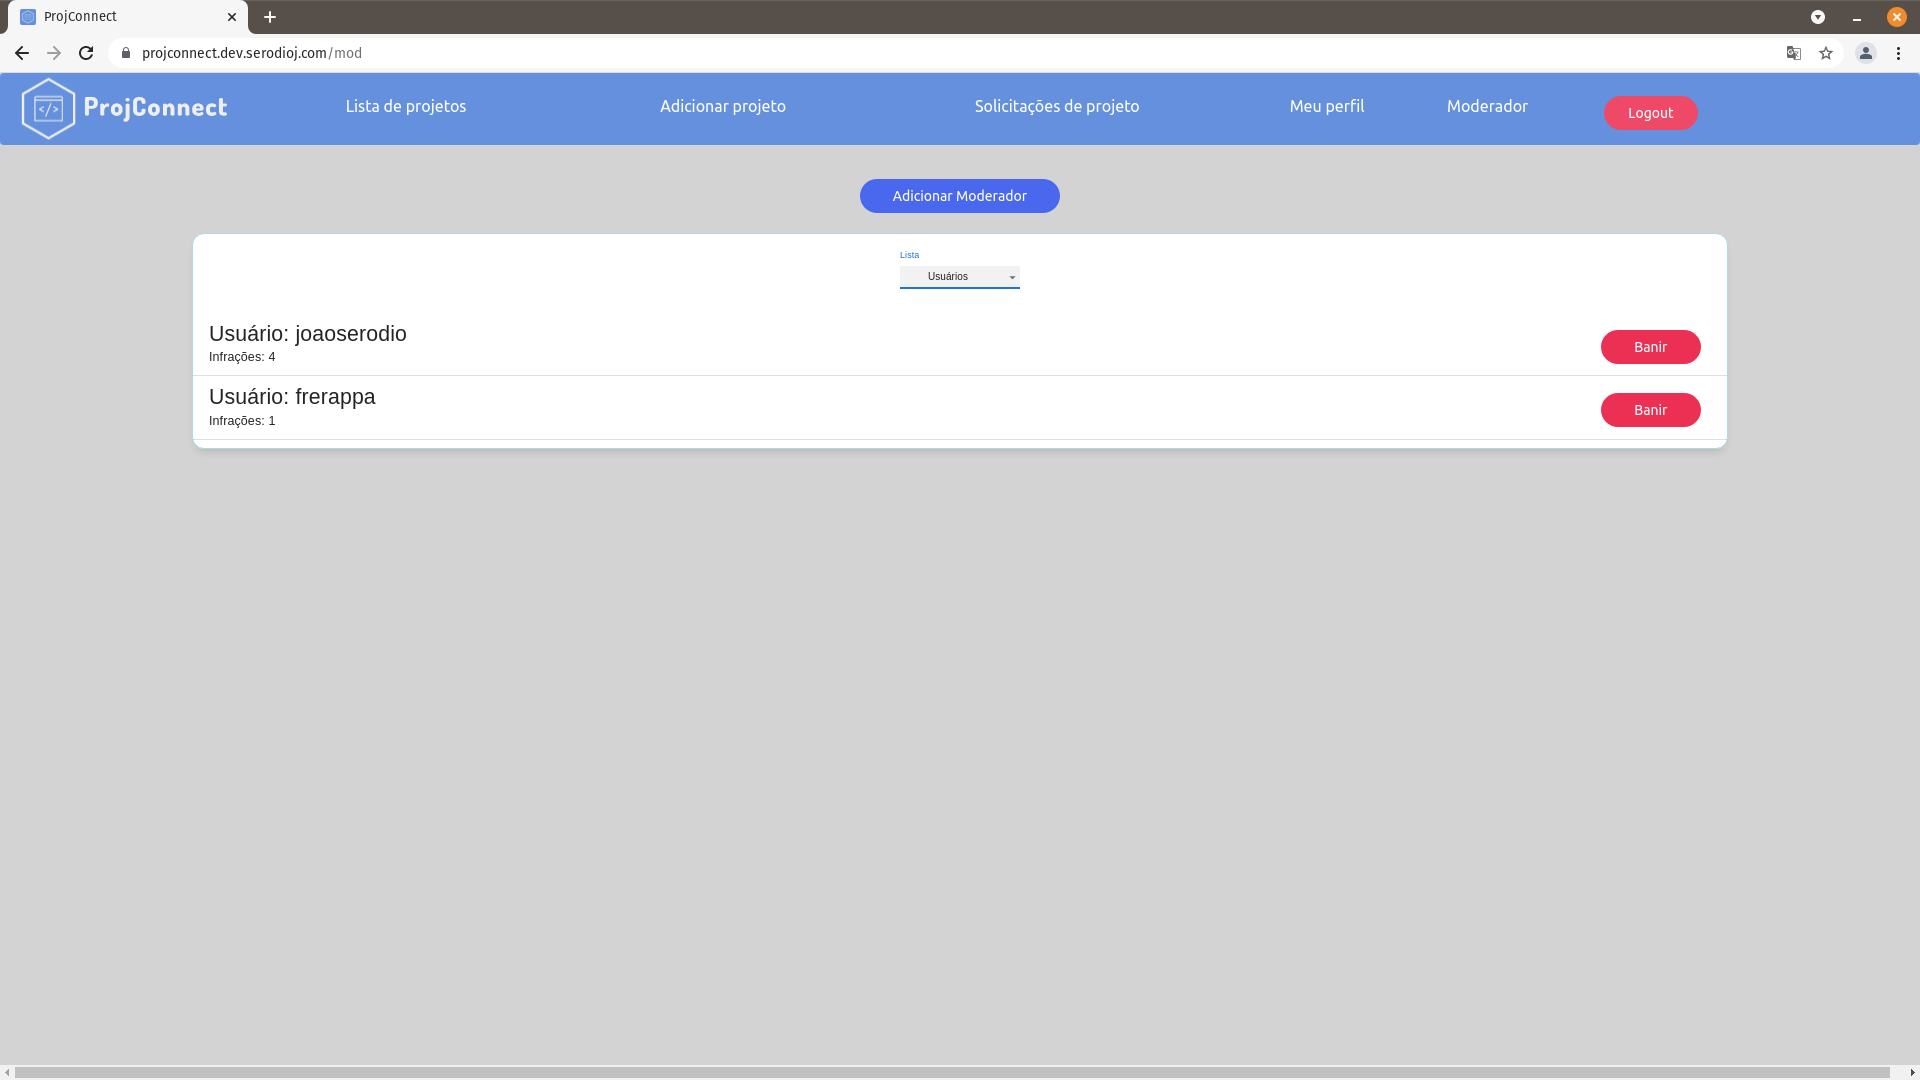 ProjConnect
projconnect.dev.serodioj.com/mod
ProjConnect
Lista de projetos
Adicionar projeto
Solicitações de projeto
Meu perfil
Moderador
Logout
Adicionar Moderador
Lista
Usuários
Usuário: joaoserodio
Infrações: 4
Banir
Usuário: frerappa
Infrações: 1
Banir